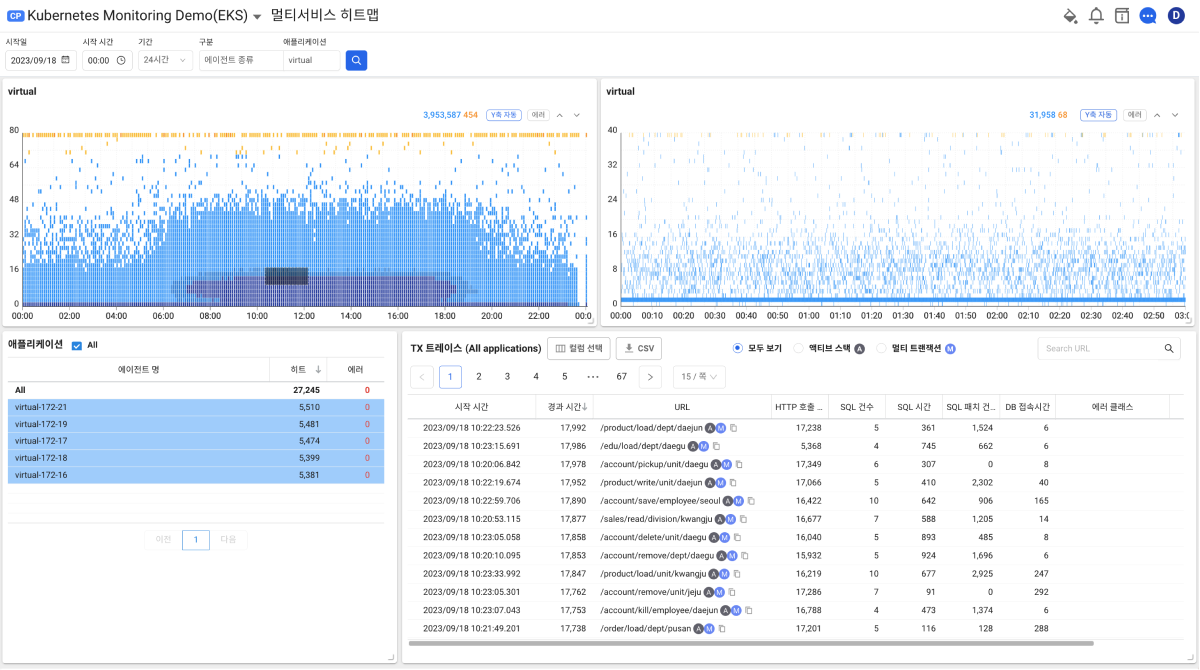 CP Kubernetes Monitoring Demo(EKS) 멀티서비스 히트맵 D
시작일 시작 시간 기간 구분 애플리케이션
2023/09/18 00:00 24시간 에이전트 종류 virtual
virtual
3,953,587 454 Y축 자동 에러
80
64
48
32
16
0
00:00 02:00 04:00 06:00 08:00 10:00 12:00 14:00 16:00 18:00 20:00 22:00 00:0
virtual
31,958 68 Y축 자동 에러
40
32
24
16
8
0
00:00 00:10 00:20 00:30 00:40 00:50 01:00 01:10 01:20 01:30 01:40 01:50 02:00 02:10 02:20 02:30 02:40 02:50 03:0
애플리케이션 All
에이전트 명 히트 에러
All 27,245 0
virtual-172-21 5,510 0
virtual-172-19 5,481 0
virtual-172-17 5,474 0
virtual-172-18 5,399 0
virtual-172-16 5,381 0
이전 1 다음
TX 트레이스 (All applications) 컬럼 선택 CSV 모두 보기 액티브 스택 A 멀티 트랜잭션 M Search URL
1 2 3 4 5 ••• 67 15 / 쪽
시작 시간 경과 시간 URL HTTP 호출 ... SQL 건수 SQL 시간 SQL 패치 건... DB 접속시간 에러 클래스
2023/09/18 10:22:23.526 17,992 /product/load/dept/daejun A M 17,238 5 361 1,524 6
2023/09/18 10:23:15.691 17,986 /edu/load/dept/daegu A M 5,368 4 745 662 6
2023/09/18 10:20:06.842 17,978 /account/pickup/unit/daegu A M 17,349 6 307 0 8
2023/09/18 10:22:19.674 17,952 /product/write/unit/daejun A M 17,066 5 410 2,302 40
2023/09/18 10:22:59.706 17,890 /account/save/employee/seoul A M 16,422 10 642 906 165
2023/09/18 10:20:53.115 17,877 /sales/read/division/kwangju A M 16,677 7 588 1,205 14
2023/09/18 10:23:05.058 17,858 /account/delete/unit/daegu A M 16,040 5 893 485 8
2023/09/18 10:20:10.095 17,853 /account/remove/dept/daegu A M 15,932 5 924 1,696 6
2023/09/18 10:23:33.992 17,847 /product/load/unit/kwangju A M 16,219 10 677 2,925 247
2023/09/18 10:23:05.301 17,762 /account/remove/unit/jeju A M 17,286 7 91 0 292
2023/09/18 10:23:07.043 17,753 /account/kill/employee/daejun A M 16,788 4 473 1,374 6
2023/09/18 10:21:49.201 17,738 /order/load/dept/pusan A M 17,201 5 116 128 288